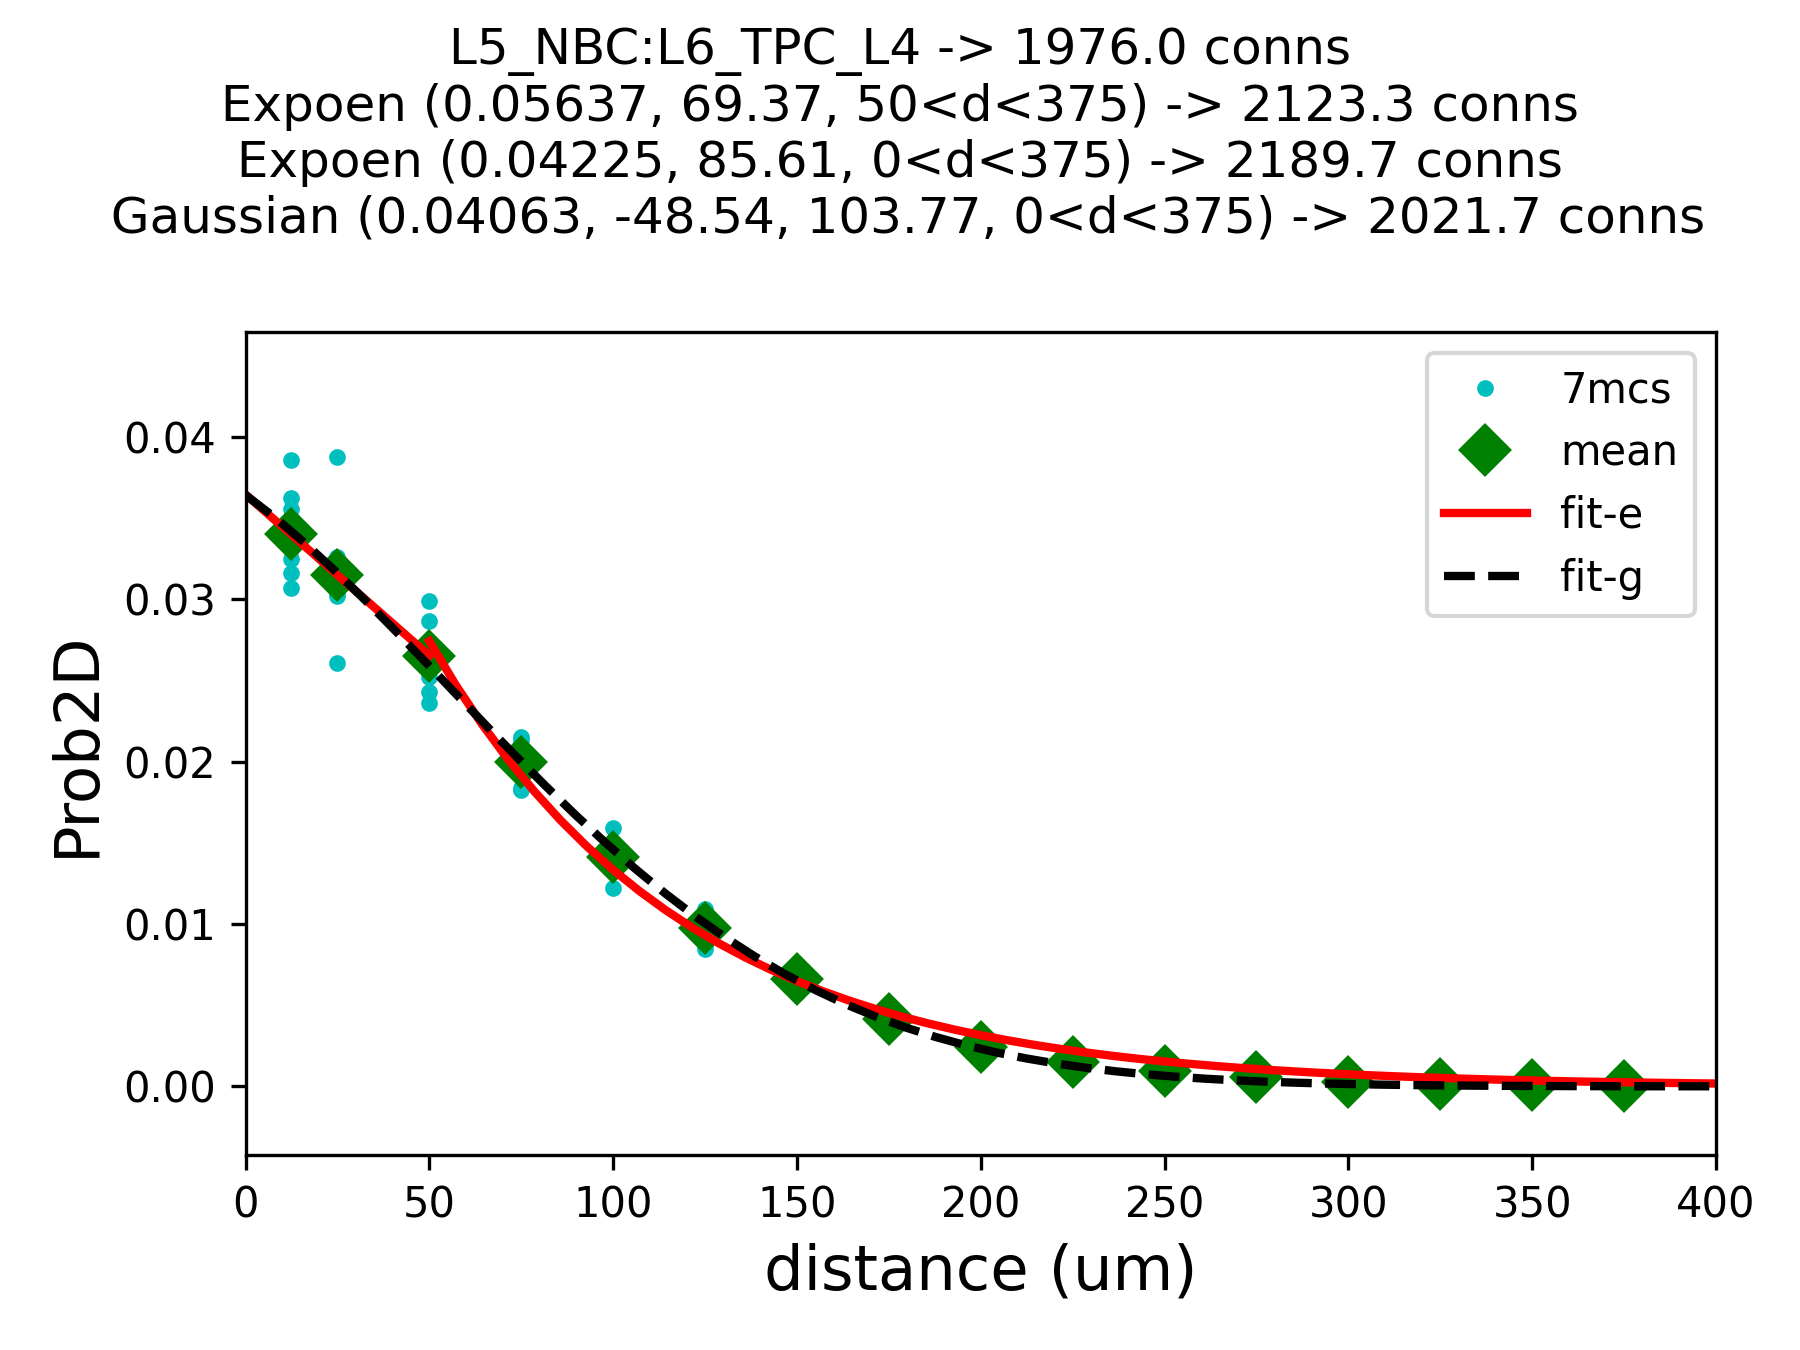 L5_NBC:L6_TPC_L4 -> 1976.0 conns
Expoen (0.05637, 69.37, 50<d<375) -> 2123.3 conns
Expoen (0.04225, 85.61, 0<d<375) -> 2189.7 conns
Gaussian (0.04063, -48.54, 103.77, 0<d<375) -> 2021.7 conns
7mcs
mean
fit-e
fit-g
Prob2D
0.04
0.03
0.02
0.01
0.00
0 50 100 150 200 250 300 350 400
distance (um)